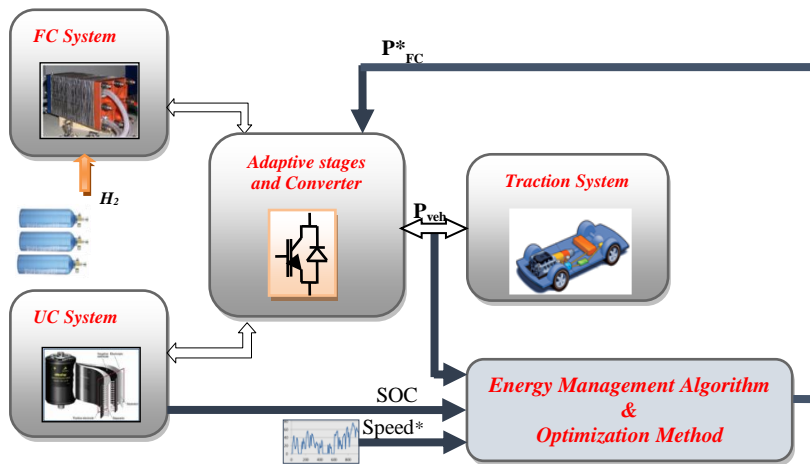 FC System
P*FC
H2
Adaptive stages
and Converter
Traction System
Pveh
UC System
SOC
Speed*
Energy Management Algorithm
&
Optimization Method